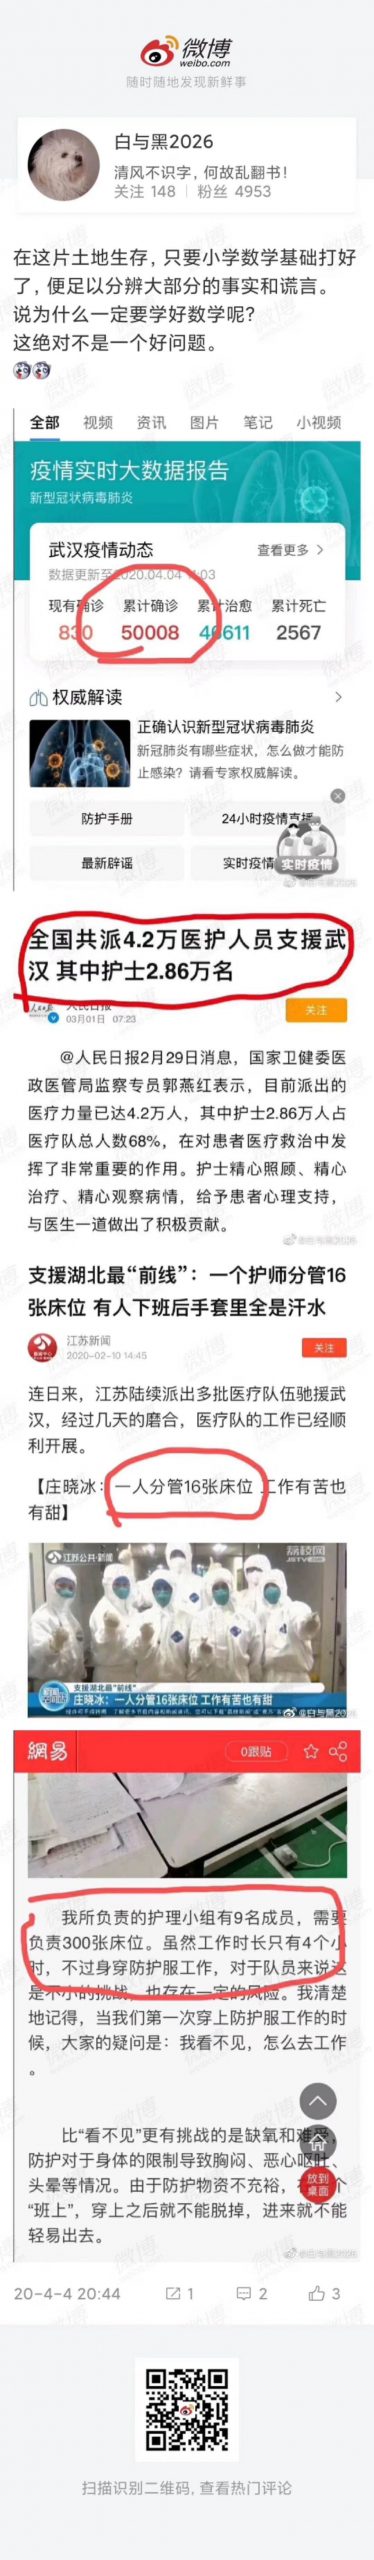 微博
weibo.com
随时随地发现新鲜事
白与黑2026
清风不识字，何故乱翻书！
关注 148 | 粉丝 4953
在这片土地生存，只要小学数学基础打好
了，便足以分辨大部分的事实和谎言。
说为什么一定要学好数学呢？
这绝对不是一个好问题。
全部 视频 资讯 图片 笔记 小视频
疫情实时大数据报告
新型冠状病毒肺炎
武汉疫情动态 查看更多 >
数据更新至2020.04.04 11:03
现有确诊 累计确诊 累计治愈 累计死亡
830 50008 46611 2567
权威解读
正确认识新型冠状病毒肺炎
新冠肺炎有哪些症状，怎么做才能防
止感染？请看专家权威解读。
防护手册 24小时疫情直播
最新辟谣 实时疫情
实时疫情
@白与黑2026
全国共派4.2万医护人员支援武
汉 其中护士2.86万名
人民日报
03月01日 07:23
关注
@人民日报2月29日消息，国家卫健委医
政医管局监察专员郭燕红表示，目前派出的
医疗力量已达4.2万人，其中护士2.86万人占
医疗队总人数68%，在对患者医疗救治中发
挥了非常重要的作用。护士精心照顾、精心
治疗、精心观察病情，给予患者心理支持，
与医生一道做出了积极贡献。
@白与黑2026
支援湖北最“前线”：一个护师分管16
张床位 有人下班后手套里全是汗水
江苏新闻
2020-02-10 14:45
关注
连日来，江苏陆续派出多批医疗队伍驰援武
汉，经过几天的磨合，医疗队的工作已经顺
利开展。
【庄晓冰：一人分管16张床位 工作有苦也
有甜】
江苏公共·新闻
荔枝网
JSTV.com
支援湖北最“前线”
庄晓冰：一人分管16张床位 工作有苦也有甜
@白与黑2026
網易
0跟贴
我所负责的护理小组有9名成员，需要
负责300张床位。虽然工作时长只有4个小
时，不过身穿防护服工作，对于队员来说这
是不小的挑战，也存在一定的风险。我清楚
地记得，当我们第一次穿上防护服工作的时
候，大家的疑问是：我看不见，怎么去工作
。
比“看不见”更有挑战的是缺氧和难受，
防护对于身体的限制导致胸闷、恶心呕吐、
头晕等情况。由于防护物资不充裕，在 个
“班上”，穿上之后就不能脱掉，进来就不能
轻易出去。
放到
桌面
@白与黑2026
20-4-4 20:44 1 2 3
扫描识别二维码，查看热门评论